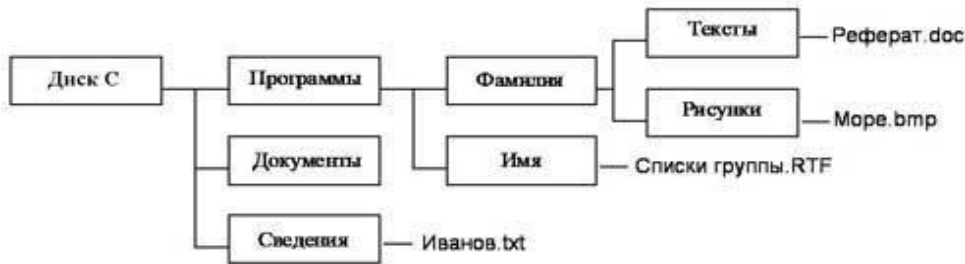 Тексты
Реферат.doc
Диск С
Программы
Фамилия
Рисунки
Море.bmp
Документы
Имя
Списки группы.RTF
Сведения
Иванов.txt